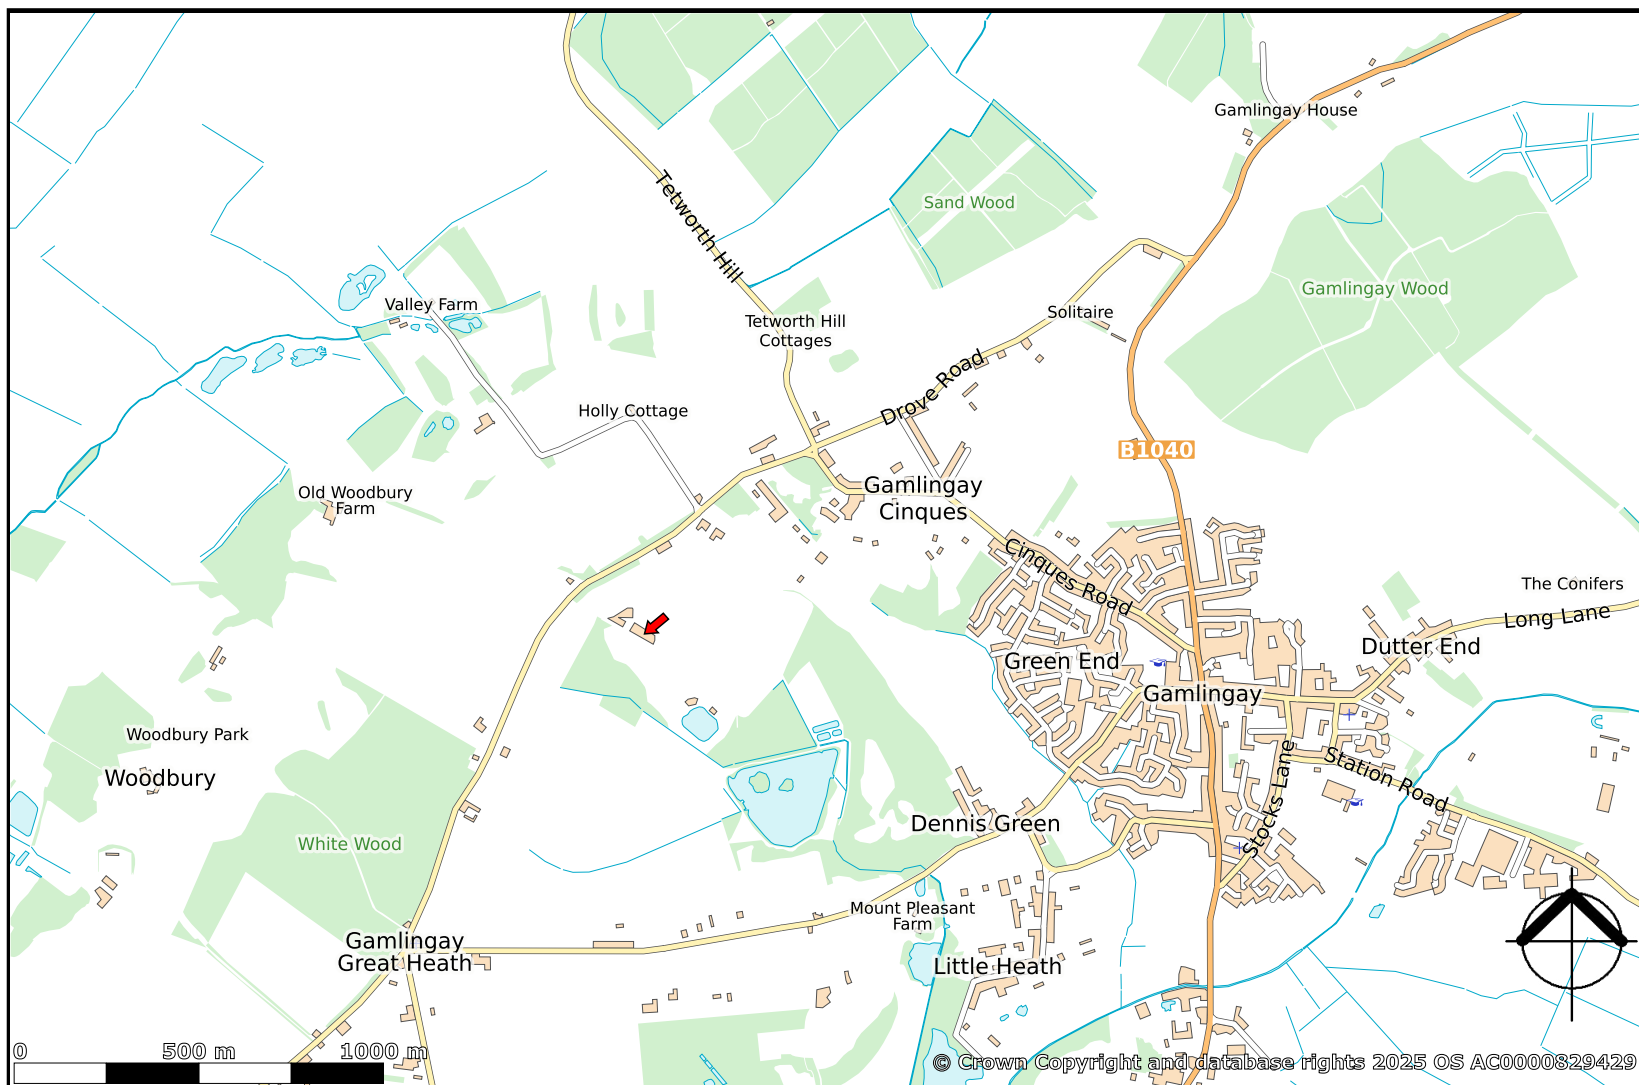 Gamlingay House
Tetworth Hill
Sand Wood
Gamlingay Wood
Valley Farm
Solitaire
Tetworth Hill
Cottages
Drove Road
Holly Cottage
B1040
Gamlingay
Cinques
Old Woodbury
Farm
Cinques Road
The Conifers
Long Lane
Dutter End
Green End
Gamlingay
Woodbury Park
Woodbury
Station Road
Stocks Lane
Dennis Green
White Wood
Mount Pleasant
Farm
Gamlingay
Great Heath
Little Heath
0 500 m 1000 m
© Crown Copyright and database rights 2025 OS AC0000829429